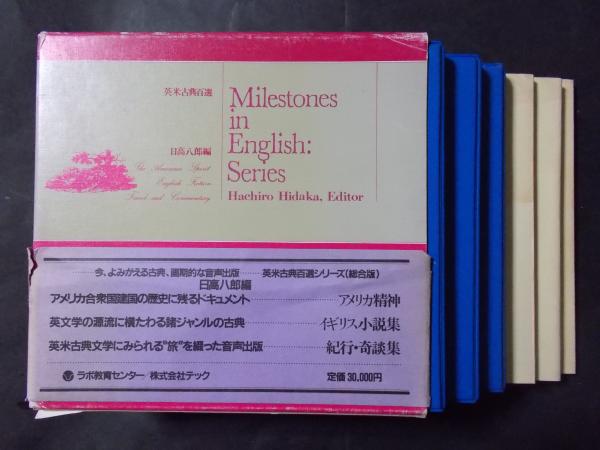 英米古典百選
Milestones
in
English:
Series
日高八郎編
The American Spirit
English Fiction
Travel and Commentary
Hachiro Hidaka, Editor
今、よみがえる古典、画期的な音声出版 英米古典百選シリーズ(総合版)
日高八郎編
アメリカ合衆国建国の歴史に残るドキュメント アメリカ精神
英文学の源流に横たわる諸ジャンルの古典 イギリス小説集
英米古典文学にみられる"旅"を綴った音声出版 紀行・奇談集
ラボ教育センター/株式会社テック 定価 30,000円